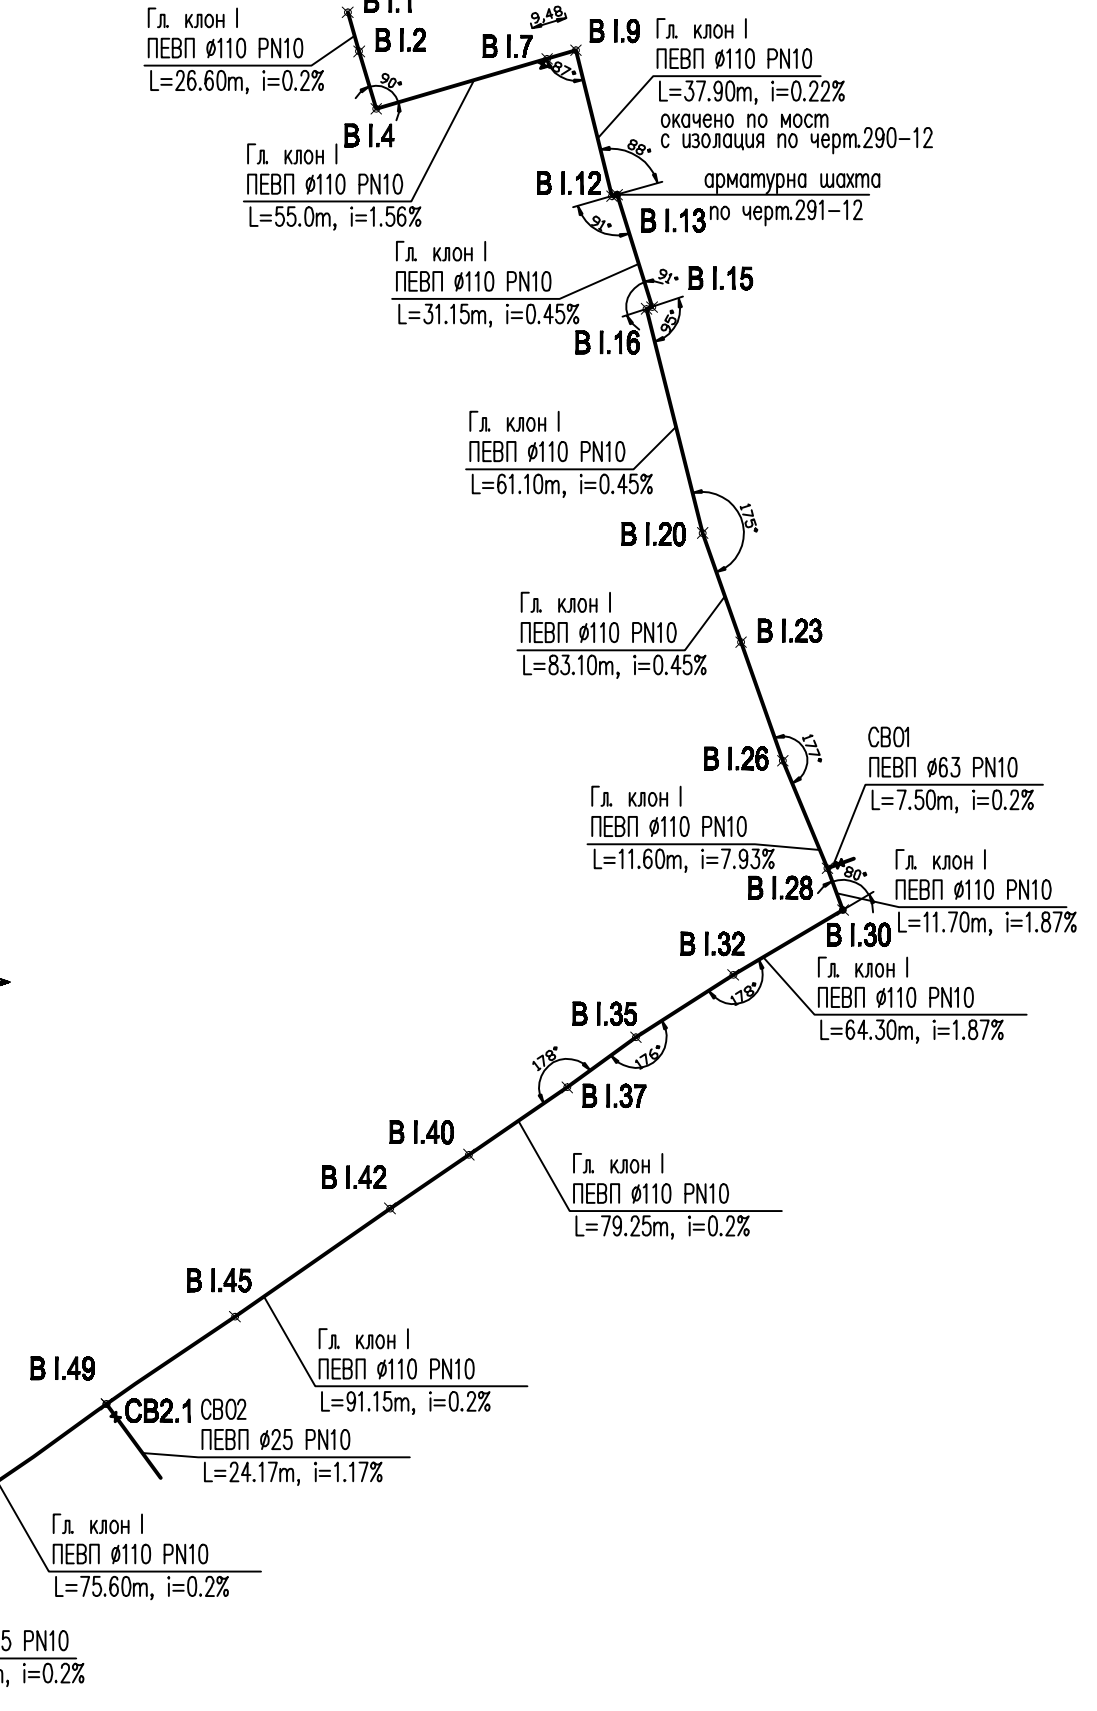 В I.1
Гл. клон I
ПЕВП ø110 PN10
L=26.60m, i=0.2%
В I.2
90°
В I.4
9.48
В I.7
В I.9
87°
Гл. клон I
ПЕВП ø110 PN10
L=37.90m, i=0.22%
окачено по мост
с изолация по черт.290-12
Гл. клон I
ПЕВП ø110 PN10
L=55.0m, i=1.56%
88°
В I.12
арматурна шахта
по черт.291-12
В I.13
91°
Гл. клон I
ПЕВП ø110 PN10
L=31.15m, i=0.45%
91°
В I.15
95°
В I.16
Гл. клон I
ПЕВП ø110 PN10
L=61.10m, i=0.45%
175°
В I.20
Гл. клон I
ПЕВП ø110 PN10
L=83.10m, i=0.45%
В I.23
177°
В I.26
СВО1
ПЕВП ø63 PN10
L=7.50m, i=0.2%
Гл. клон I
ПЕВП ø110 PN10
L=11.60m, i=7.93%
80°
В I.28
Гл. клон I
ПЕВП ø110 PN10
L=11.70m, i=1.87%
В I.30
В I.32
178°
Гл. клон I
ПЕВП ø110 PN10
L=64.30m, i=1.87%
В I.35
176°
178°
В I.37
В I.40
В I.42
Гл. клон I
ПЕВП ø110 PN10
L=79.25m, i=0.2%
В I.45
Гл. клон I
ПЕВП ø110 PN10
L=91.15m, i=0.2%
В I.49
СВ2.1
СВО2
ПЕВП ø25 PN10
L=24.17m, i=1.17%
Гл. клон I
ПЕВП ø110 PN10
L=75.60m, i=0.2%
5 PN10
m, i=0.2%